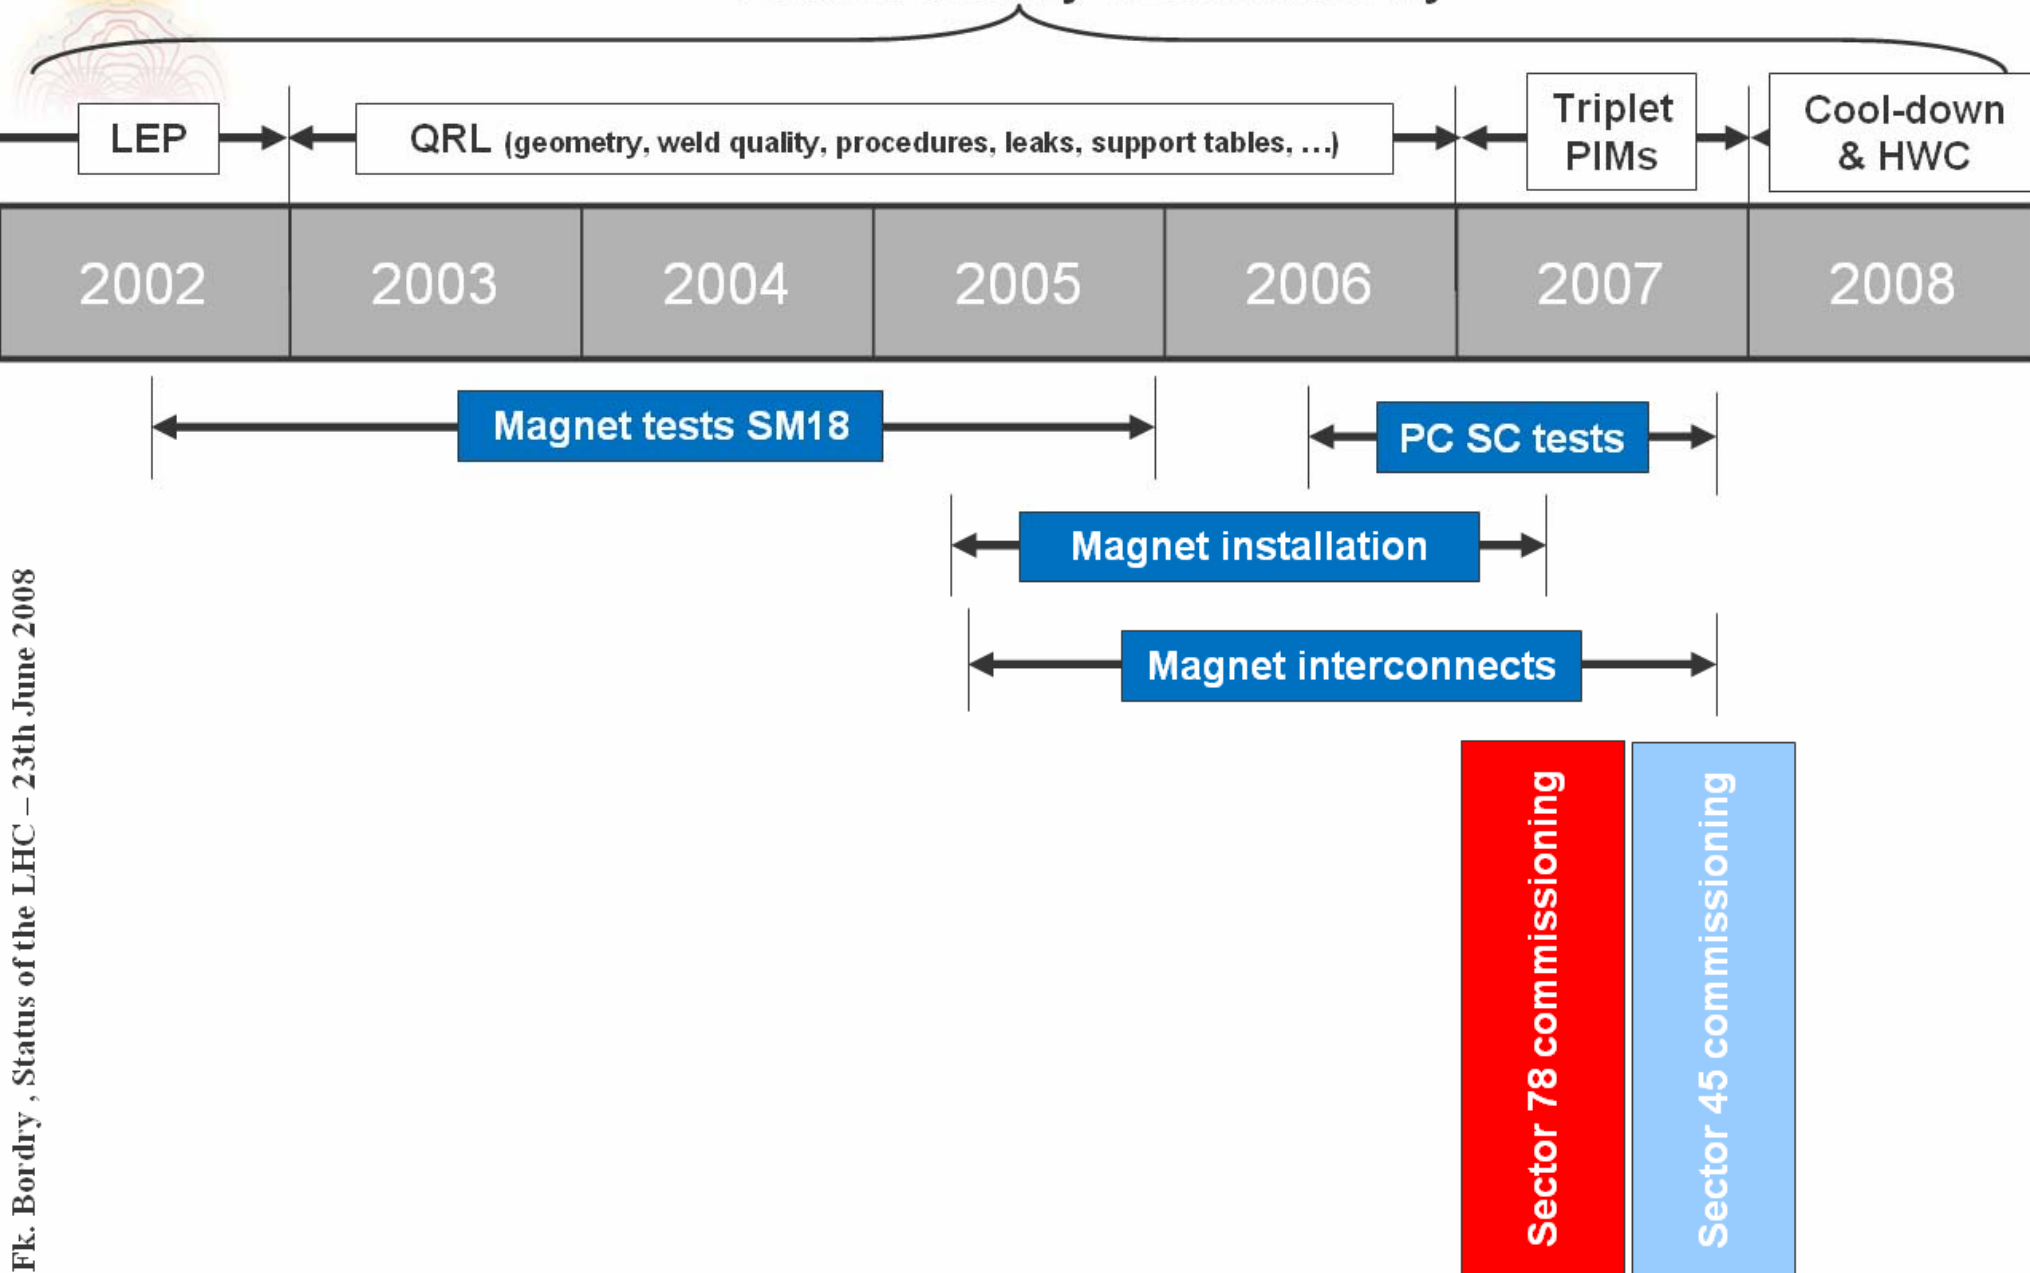 LEP
QRL (geometry, weld quality, procedures, leaks, support tables, …)
Triplet
PIMs
Cool-down
& HWC
2002
2003
2004
2005
2006
2007
2008
Magnet tests SM18
PC SC tests
Magnet installation
Magnet interconnects
Sector 78 commissioning
Sector 45 commissioning
Fk. Bordry , Status of the LHC – 23th June 2008